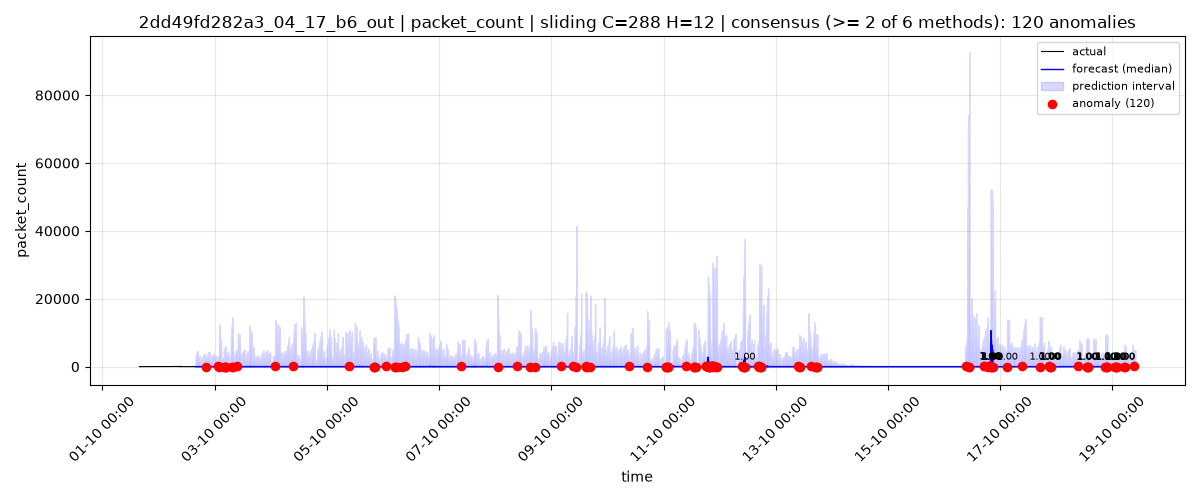 2dd49fd282a3_04_17_b6_out | packet_count | sliding C=288 H=12 | consensus (>= 2 of 6 methods): 120 anomalies
actual
forecast (median)
prediction interval
anomaly (120)
packet_count
80000
60000
40000
20000
0
1.00
01-10 00:00
03-10 00:00
05-10 00:00
07-10 00:00
09-10 00:00
11-10 00:00
13-10 00:00
15-10 00:00
17-10 00:00
19-10 00:00
time